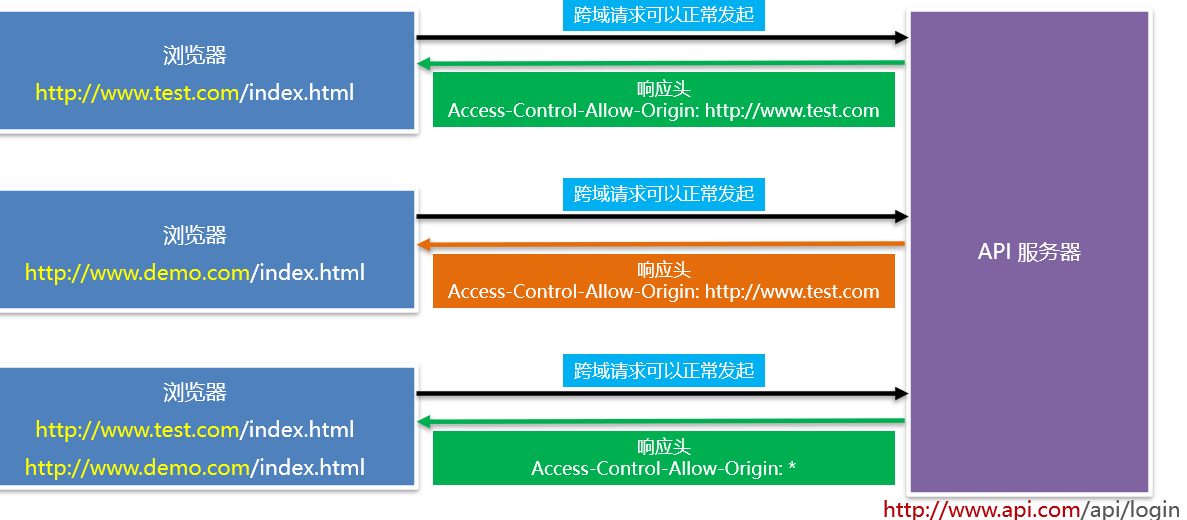 跨域请求可以正常发起
浏览器
http://www.test.com/index.html
响应头
Access-Control-Allow-Origin: http://www.test.com
跨域请求可以正常发起
浏览器
http://www.demo.com/index.html
响应头
Access-Control-Allow-Origin: http://www.test.com
API 服务器
跨域请求可以正常发起
浏览器
http://www.test.com/index.html
http://www.demo.com/index.html
响应头
Access-Control-Allow-Origin: *
http://www.api.com/api/login